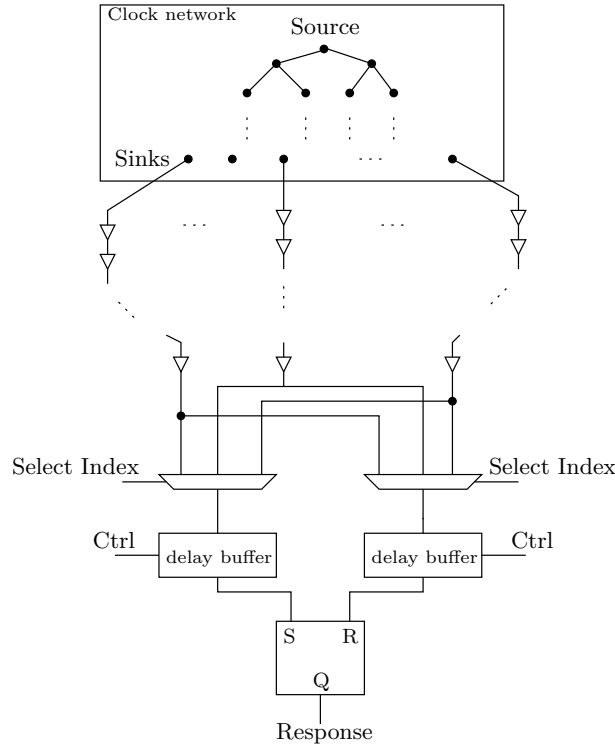 Clock network
Source
Sinks
Select Index
Select Index
Ctrl
delay buffer
delay buffer
Ctrl
S
R
Q
Response